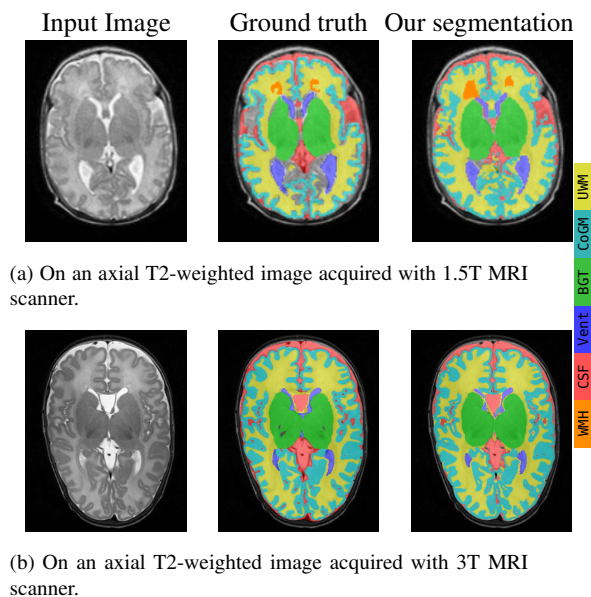 Input Image Ground truth Our segmentation
UWM
CoGM
BGT
Vent
CSF
WMH
(a) On an axial T2-weighted image acquired with 1.5T MRI
scanner.
(b) On an axial T2-weighted image acquired with 3T MRI
scanner.